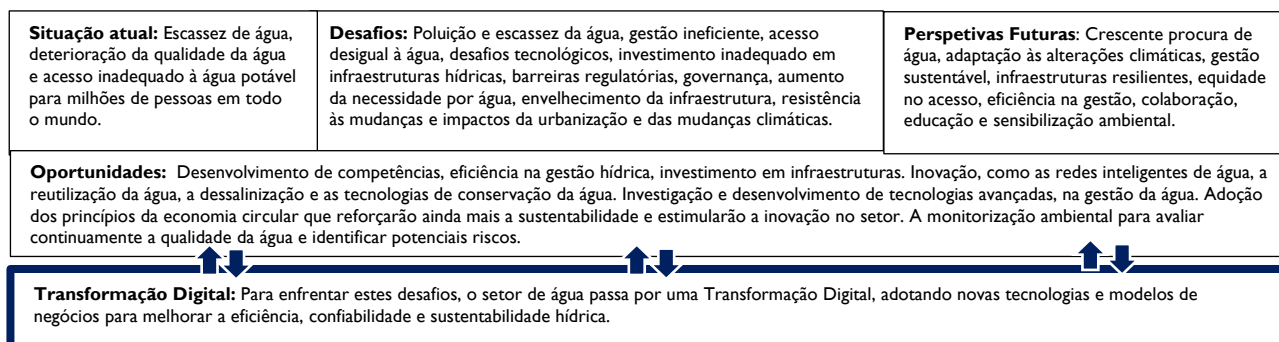 Situação atual: Escassez de água,
deterioração da qualidade da água
e acesso inadequado à água potável
para milhões de pessoas em todo
o mundo.
Desafios: Poluição e escassez da água, gestão ineficiente, acesso
desigual à água, desafios tecnológicos, investimento inadequado em
infraestruturas hídricas, barreiras regulatórias, governança, aumento
da necessidade por água, envelhecimento da infraestrutura, resistência
às mudanças e impactos da urbanização e das mudanças climáticas.
Perspetivas Futuras: Crescente procura de
água, adaptação às alterações climáticas, gestão
sustentável, infraestruturas resilientes, equidade
no acesso, eficiência na gestão, colaboração,
educação e sensibilização ambiental.
Oportunidades: Desenvolvimento de competências, eficiência na gestão hídrica, investimento em infraestruturas. Inovação, como as redes inteligentes de água, a
reutilização da água, a dessalinização e as tecnologias de conservação da água. Investigação e desenvolvimento de tecnologias avançadas, na gestão da água. Adoção
dos princípios da economia circular que reforçarão ainda mais a sustentabilidade e estimularão a inovação no setor. A monitorização ambiental para avaliar
continuamente a qualidade da água e identificar potenciais riscos.
Transformação Digital: Para enfrentar estes desafios, o setor de água passa por uma Transformação Digital, adotando novas tecnologias e modelos de
negócios para melhorar a eficiência, confiabilidade e sustentabilidade hídrica.